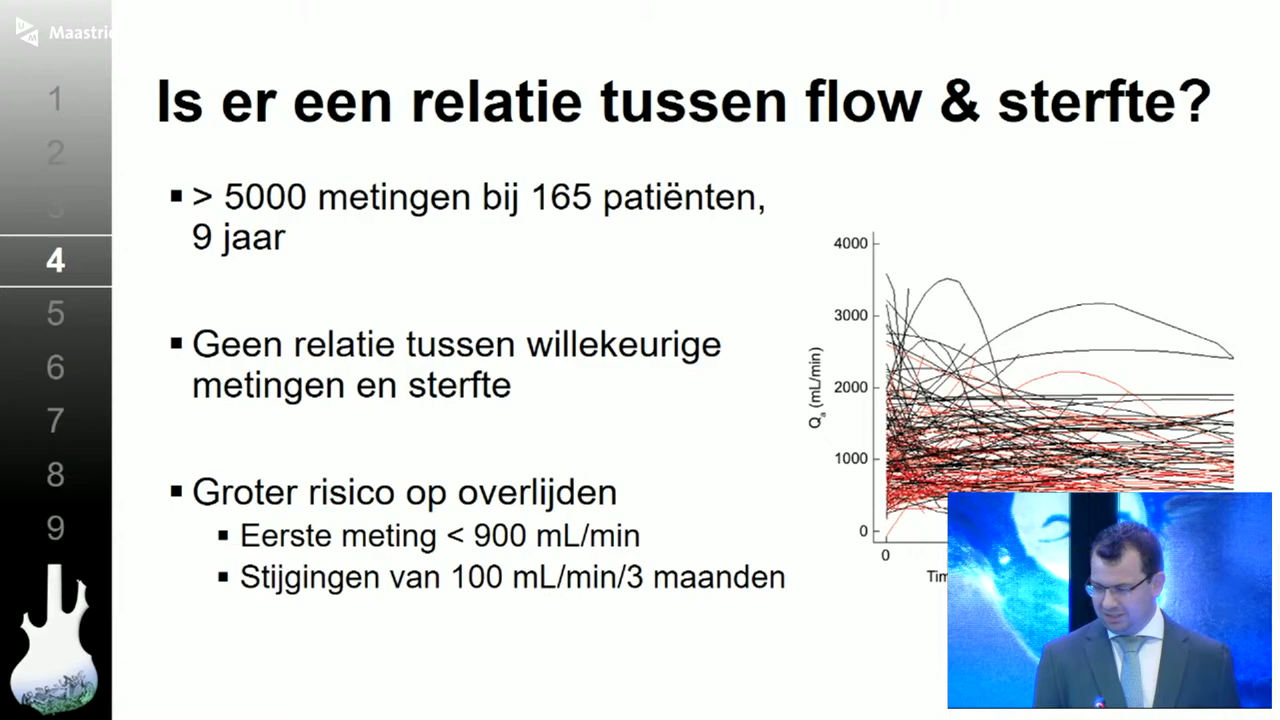 Maastri
Is er een relatie tussen flow & sterfte?
1
2
3
4
5
6
7
8
9
▪ > 5000 metingen bij 165 patiënten,
9 jaar
▪ Geen relatie tussen willekeurige
metingen en sterfte
▪ Groter risico op overlijden
▪ Eerste meting < 900 mL/min
▪ Stijgingen van 100 mL/min/3 maanden
Qa (mL/min)
4000
3000
2000
1000
0
0
Tim